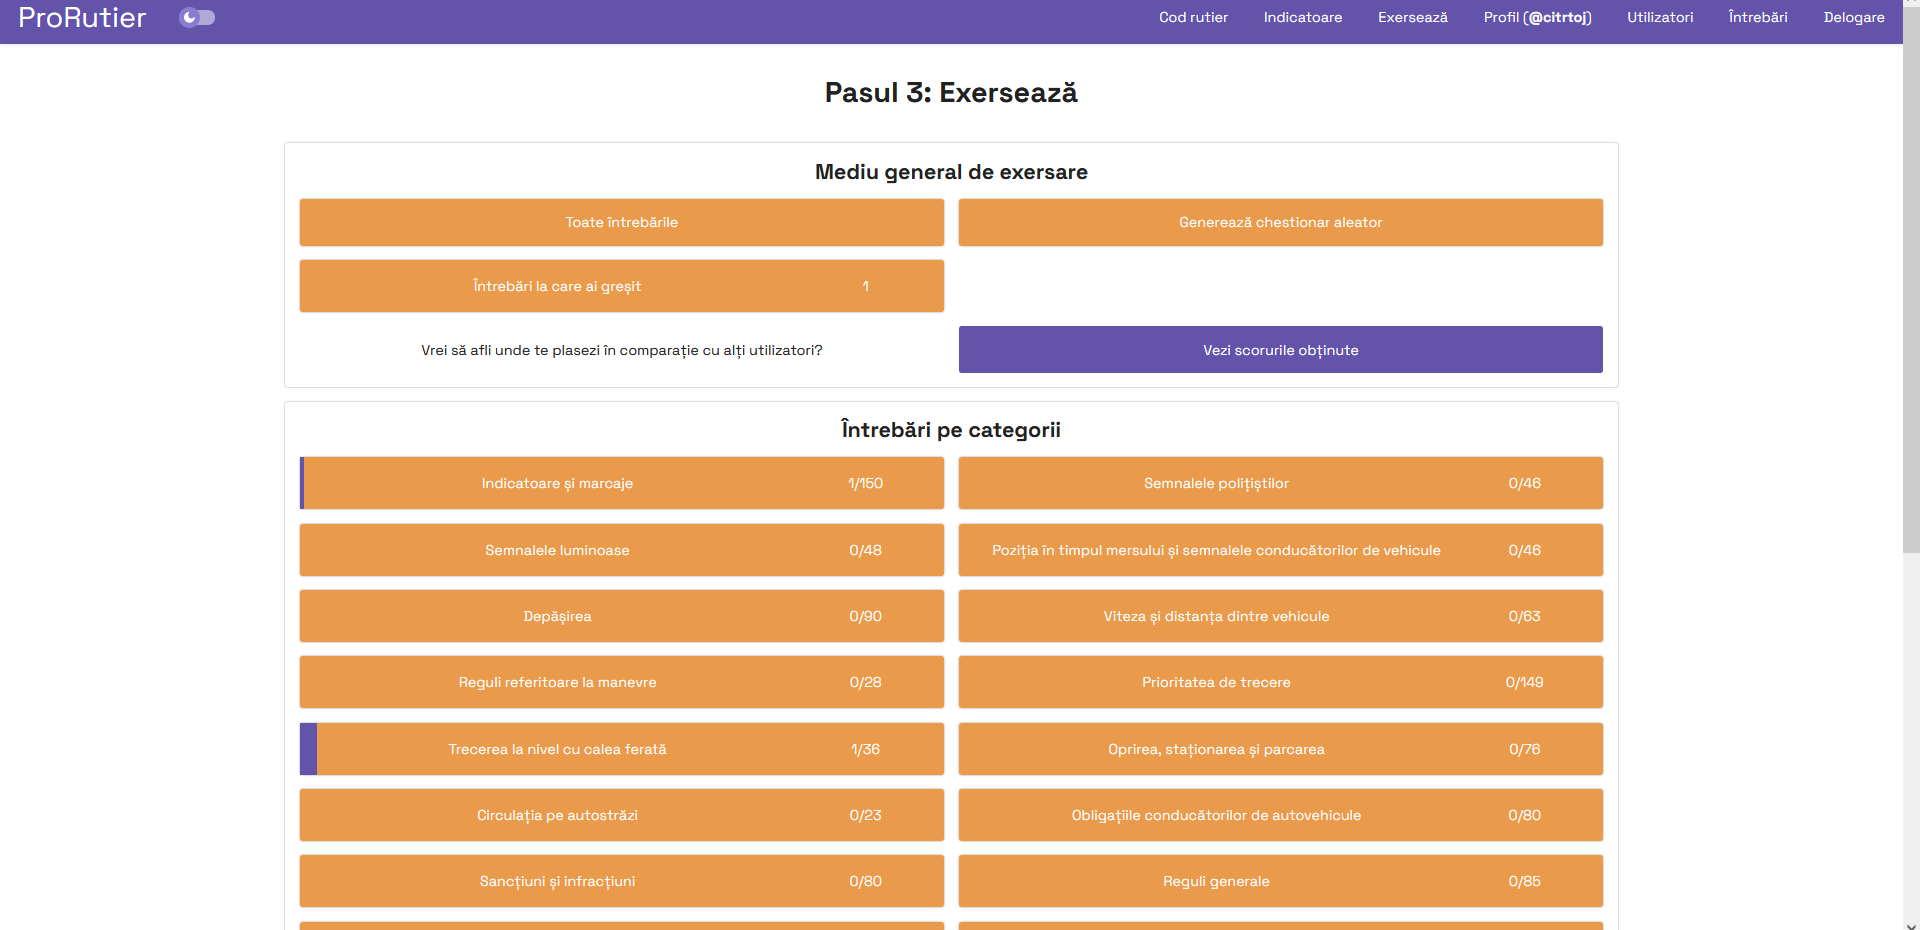 ProRutier
Cod rutier
Indicatoare
Exersează
Profil (@citrtoj)
Utilizatori
Întrebări
Delogare
Pasul 3: Exersează
Mediu general de exersare
Toate întrebările
Generează chestionar aleator
Întrebări la care ai greșit 1
Vrei să afli unde te plasezi în comparație cu alți utilizatori?
Vezi scorurile obținute
Întrebări pe categorii
Indicatoare și marcaje 1/150
Semnalele polițiștilor 0/46
Semnalele luminoase 0/48
Poziția în timpul mersului și semnalele conducătorilor de vehicule 0/46
Depășirea 0/90
Viteza și distanța dintre vehicule 0/63
Reguli referitoare la manevre 0/28
Prioritatea de trecere 0/149
Trecerea la nivel cu calea ferată 1/36
Oprirea, staționarea și parcarea 0/76
Circulația pe autostrăzi 0/23
Obligațiile conducătorilor de autovehicule 0/80
Sancțiuni și infracțiuni 0/80
Reguli generale 0/85